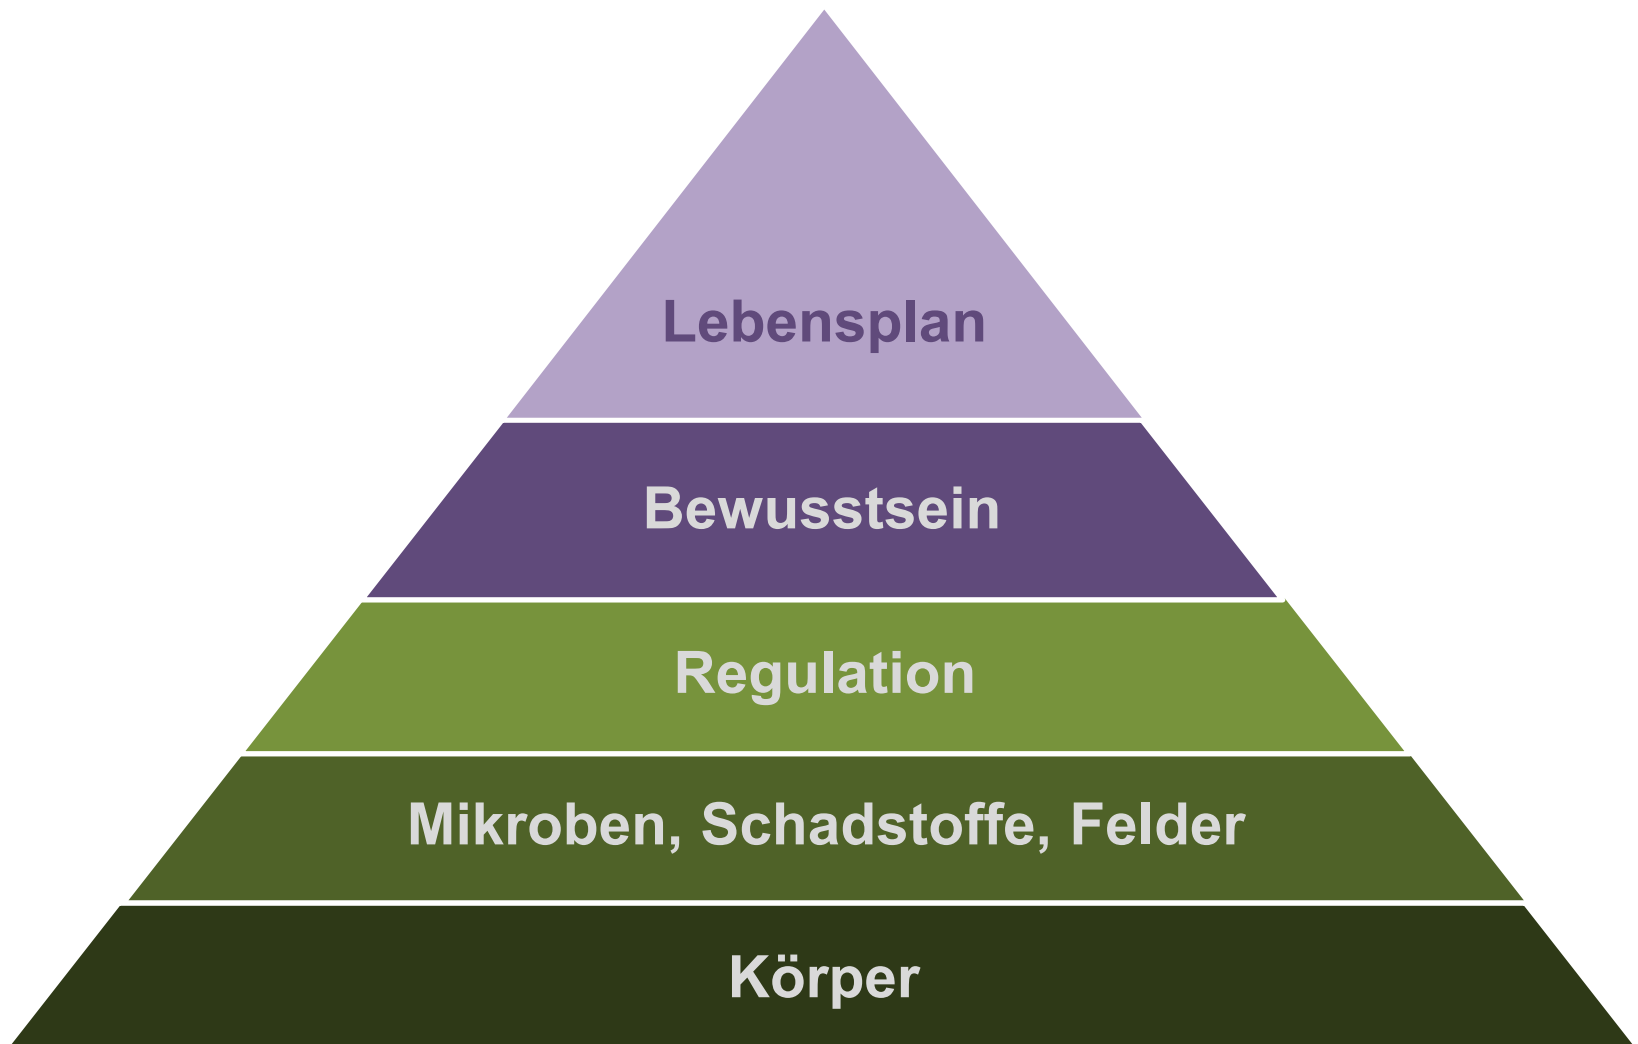 Lebensplan
Bewusstsein
Regulation
Mikroben, Schadstoffe, Felder
Körper